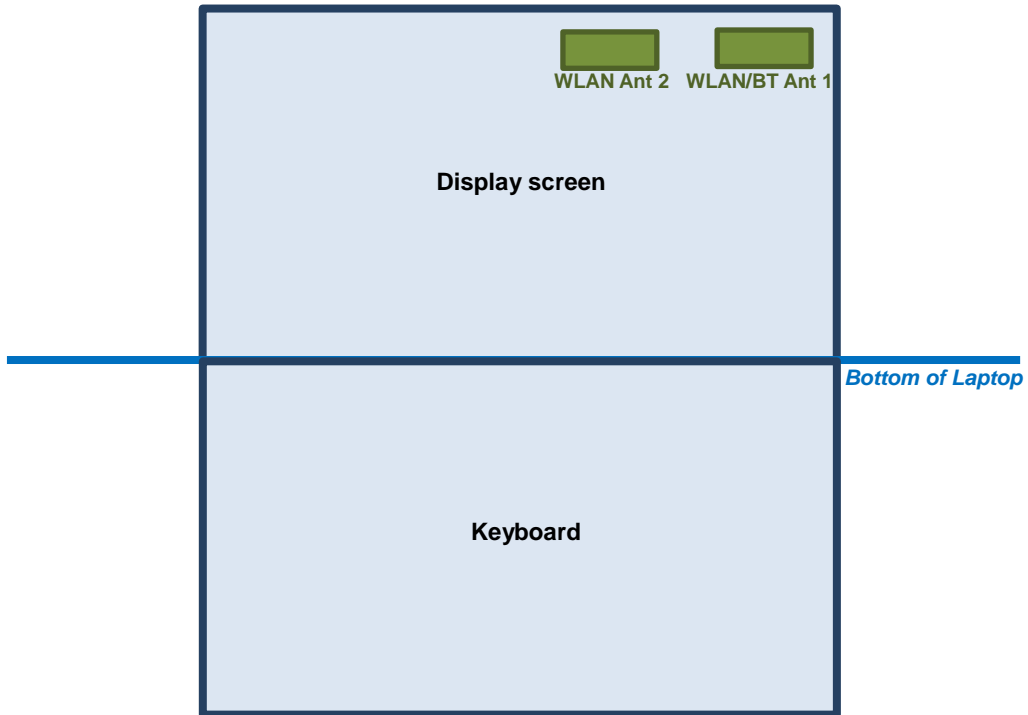 WLAN Ant 2 WLAN/BT Ant 1
Display screen
Bottom of Laptop
Keyboard